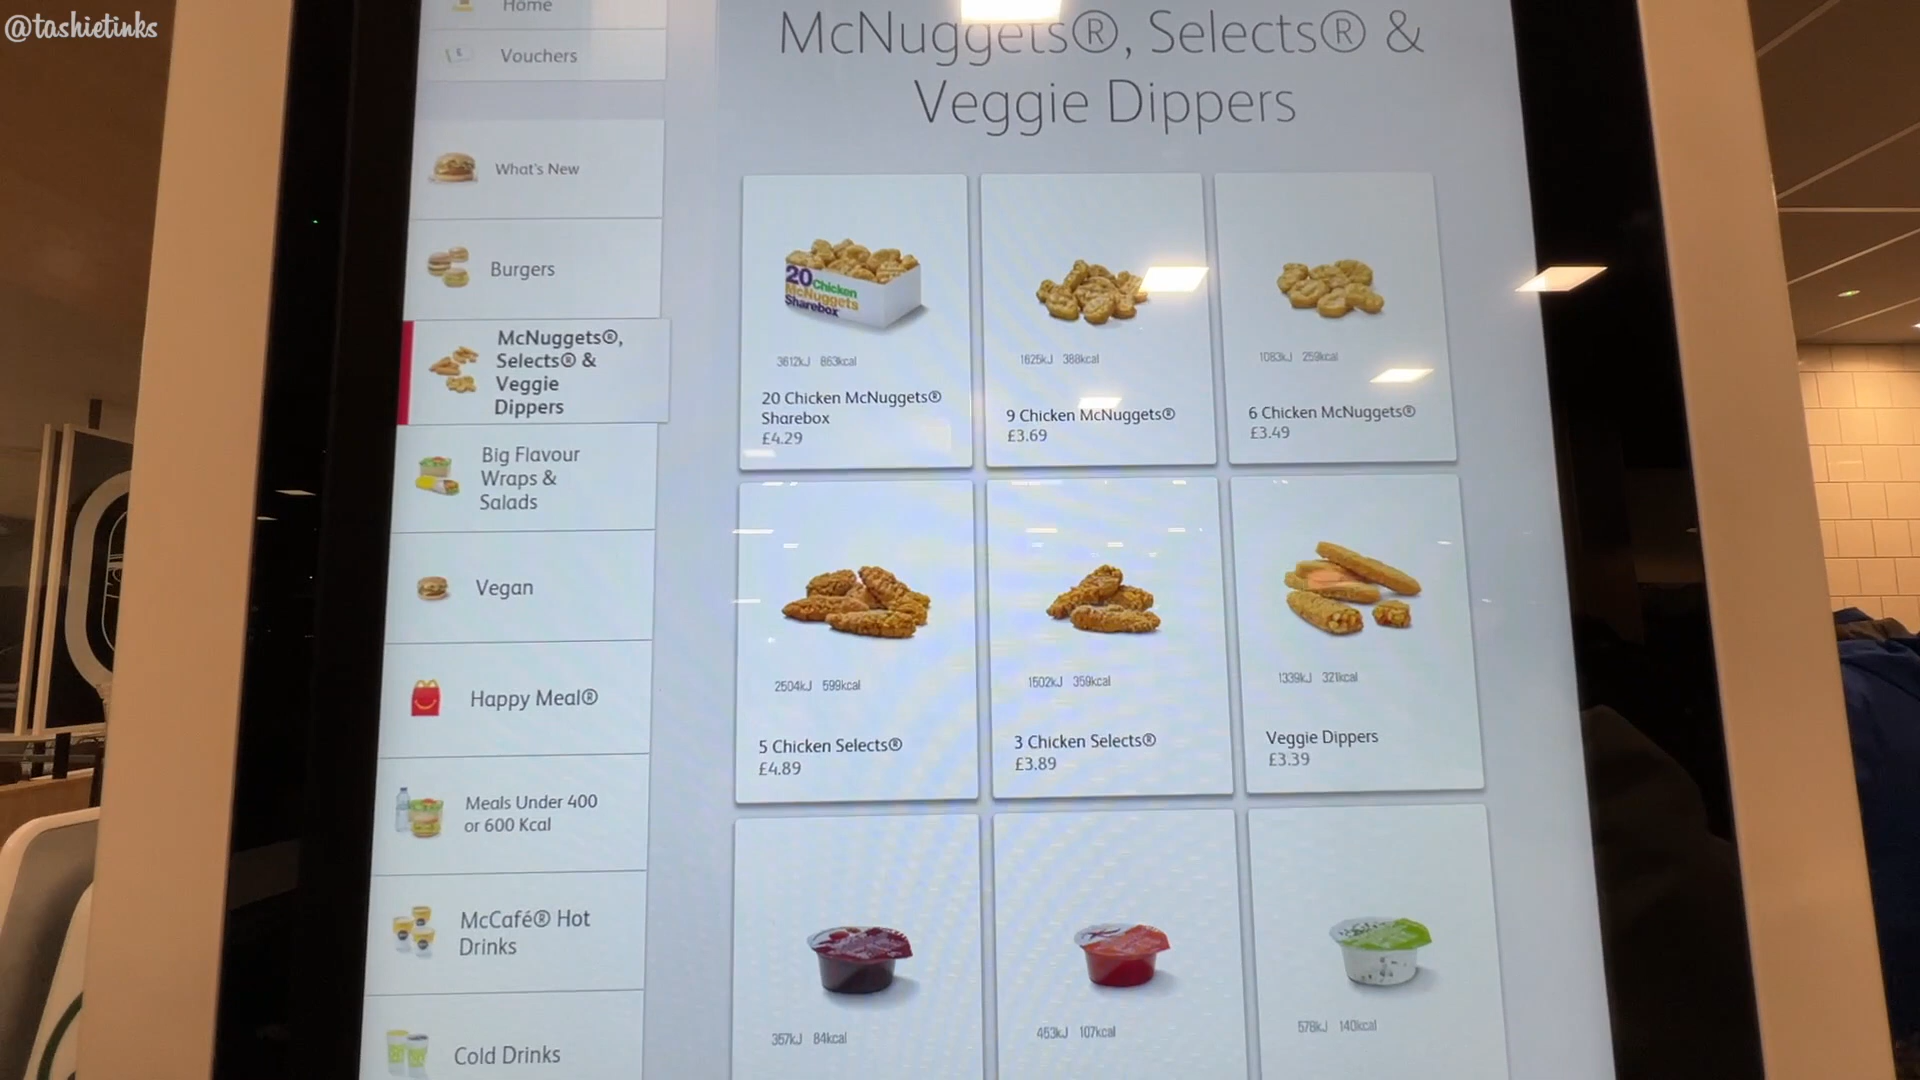 @tashietinks
Home
Vouchers
What's New
Burgers
McNuggets®,
Selects® &
Veggie
Dippers
Big Flavour
Wraps &
Salads
Vegan
Happy Meal®
Meals Under 400
or 600 Kcal
McCafé® Hot
Drinks
Cold Drinks
McNuggets®, Selects® &
Veggie Dippers
20 Chicken
McNuggets
Sharebox
3612kJ 863kcal
20 Chicken McNuggets®
Sharebox
£4.29
1625kJ 388kcal
9 Chicken McNuggets®
£3.69
1083kJ 259kcal
6 Chicken McNuggets®
£3.49
2504kJ 599kcal
5 Chicken Selects®
£4.89
1502kJ 359kcal
3 Chicken Selects®
£3.89
1339kJ 321kcal
Veggie Dippers
£3.39
357kJ 84kcal
453kJ 107kcal
578kJ 140kcal